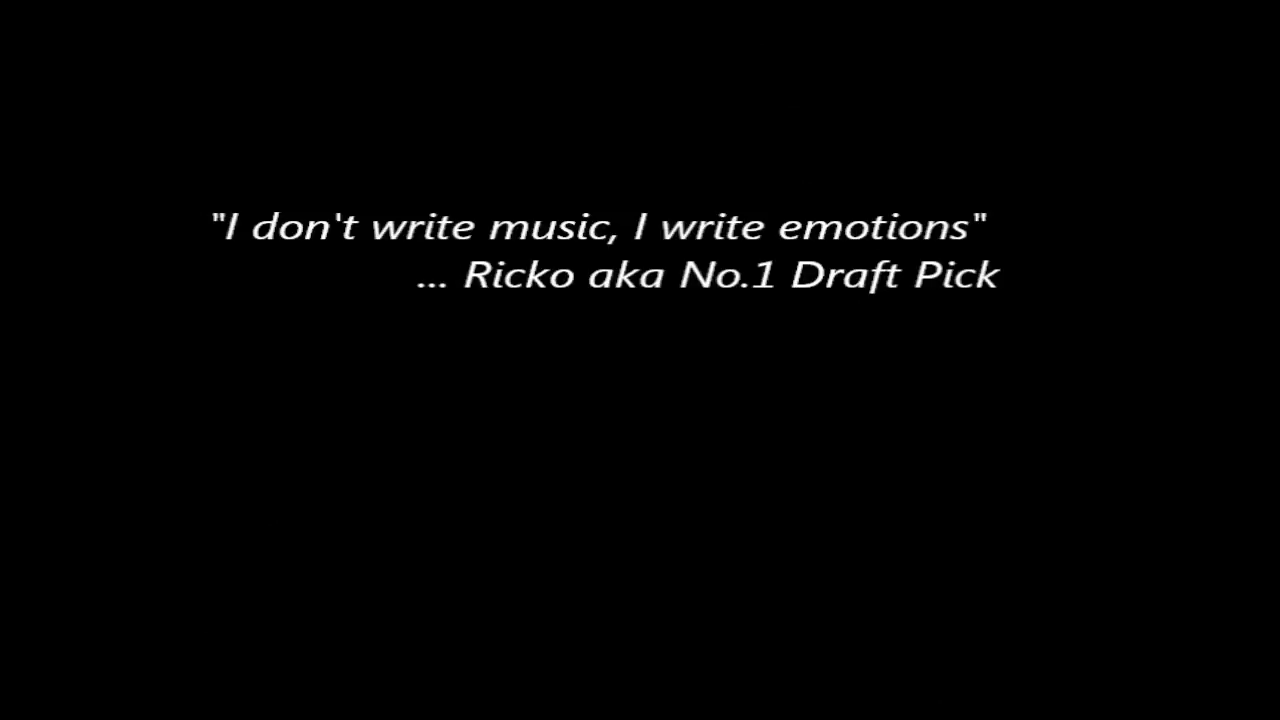 "I don't write music, I write emotions"
... Ricko aka No.1 Draft Pick